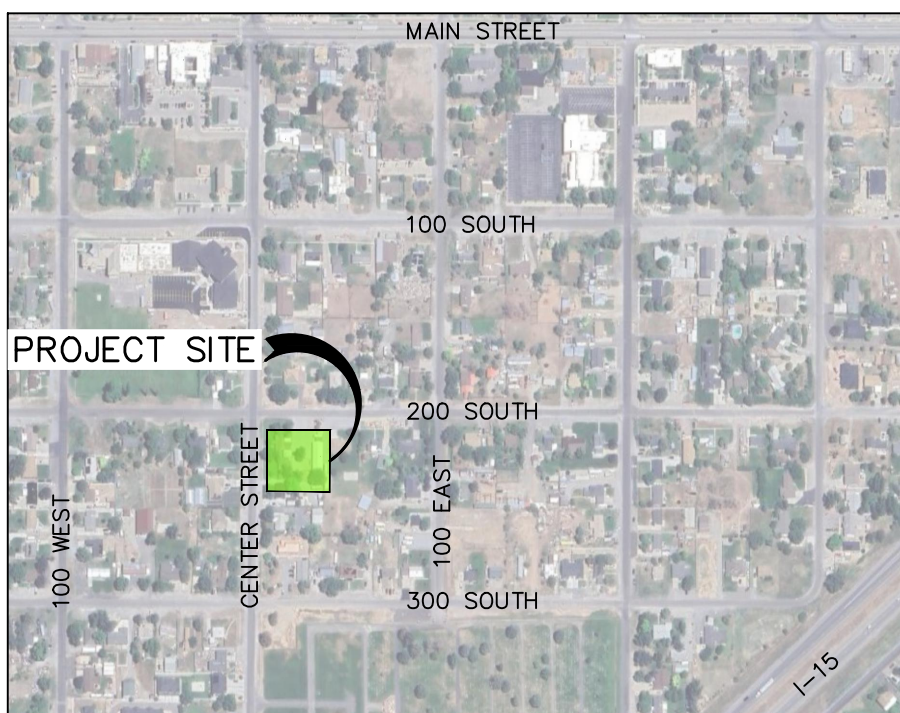 MAIN STREET
100 SOUTH
PROJECT SITE
200 SOUTH
CENTER STREET
100 EAST
100 WEST
300 SOUTH
I-15